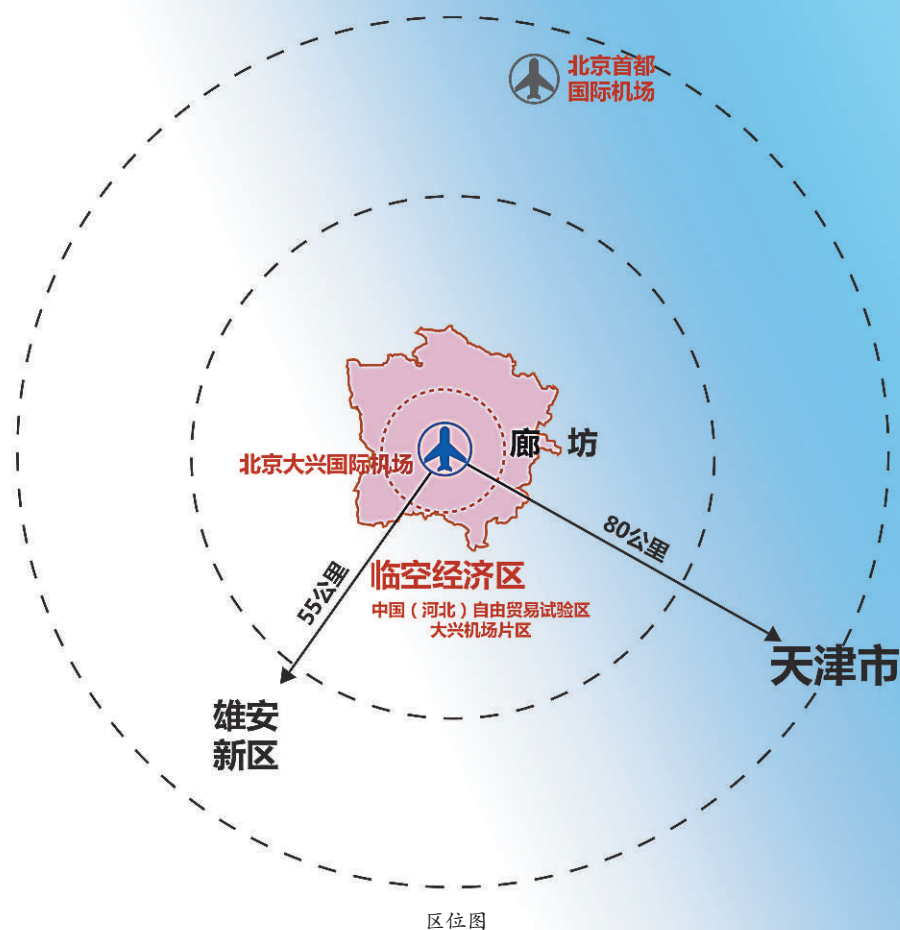 北京首都
国际机场
廊 坊
北京大兴国际机场
80公里
55公里
临空经济区
中国（河北）自由贸易试验区
大兴机场片区
天津市
雄安
新区
区位图